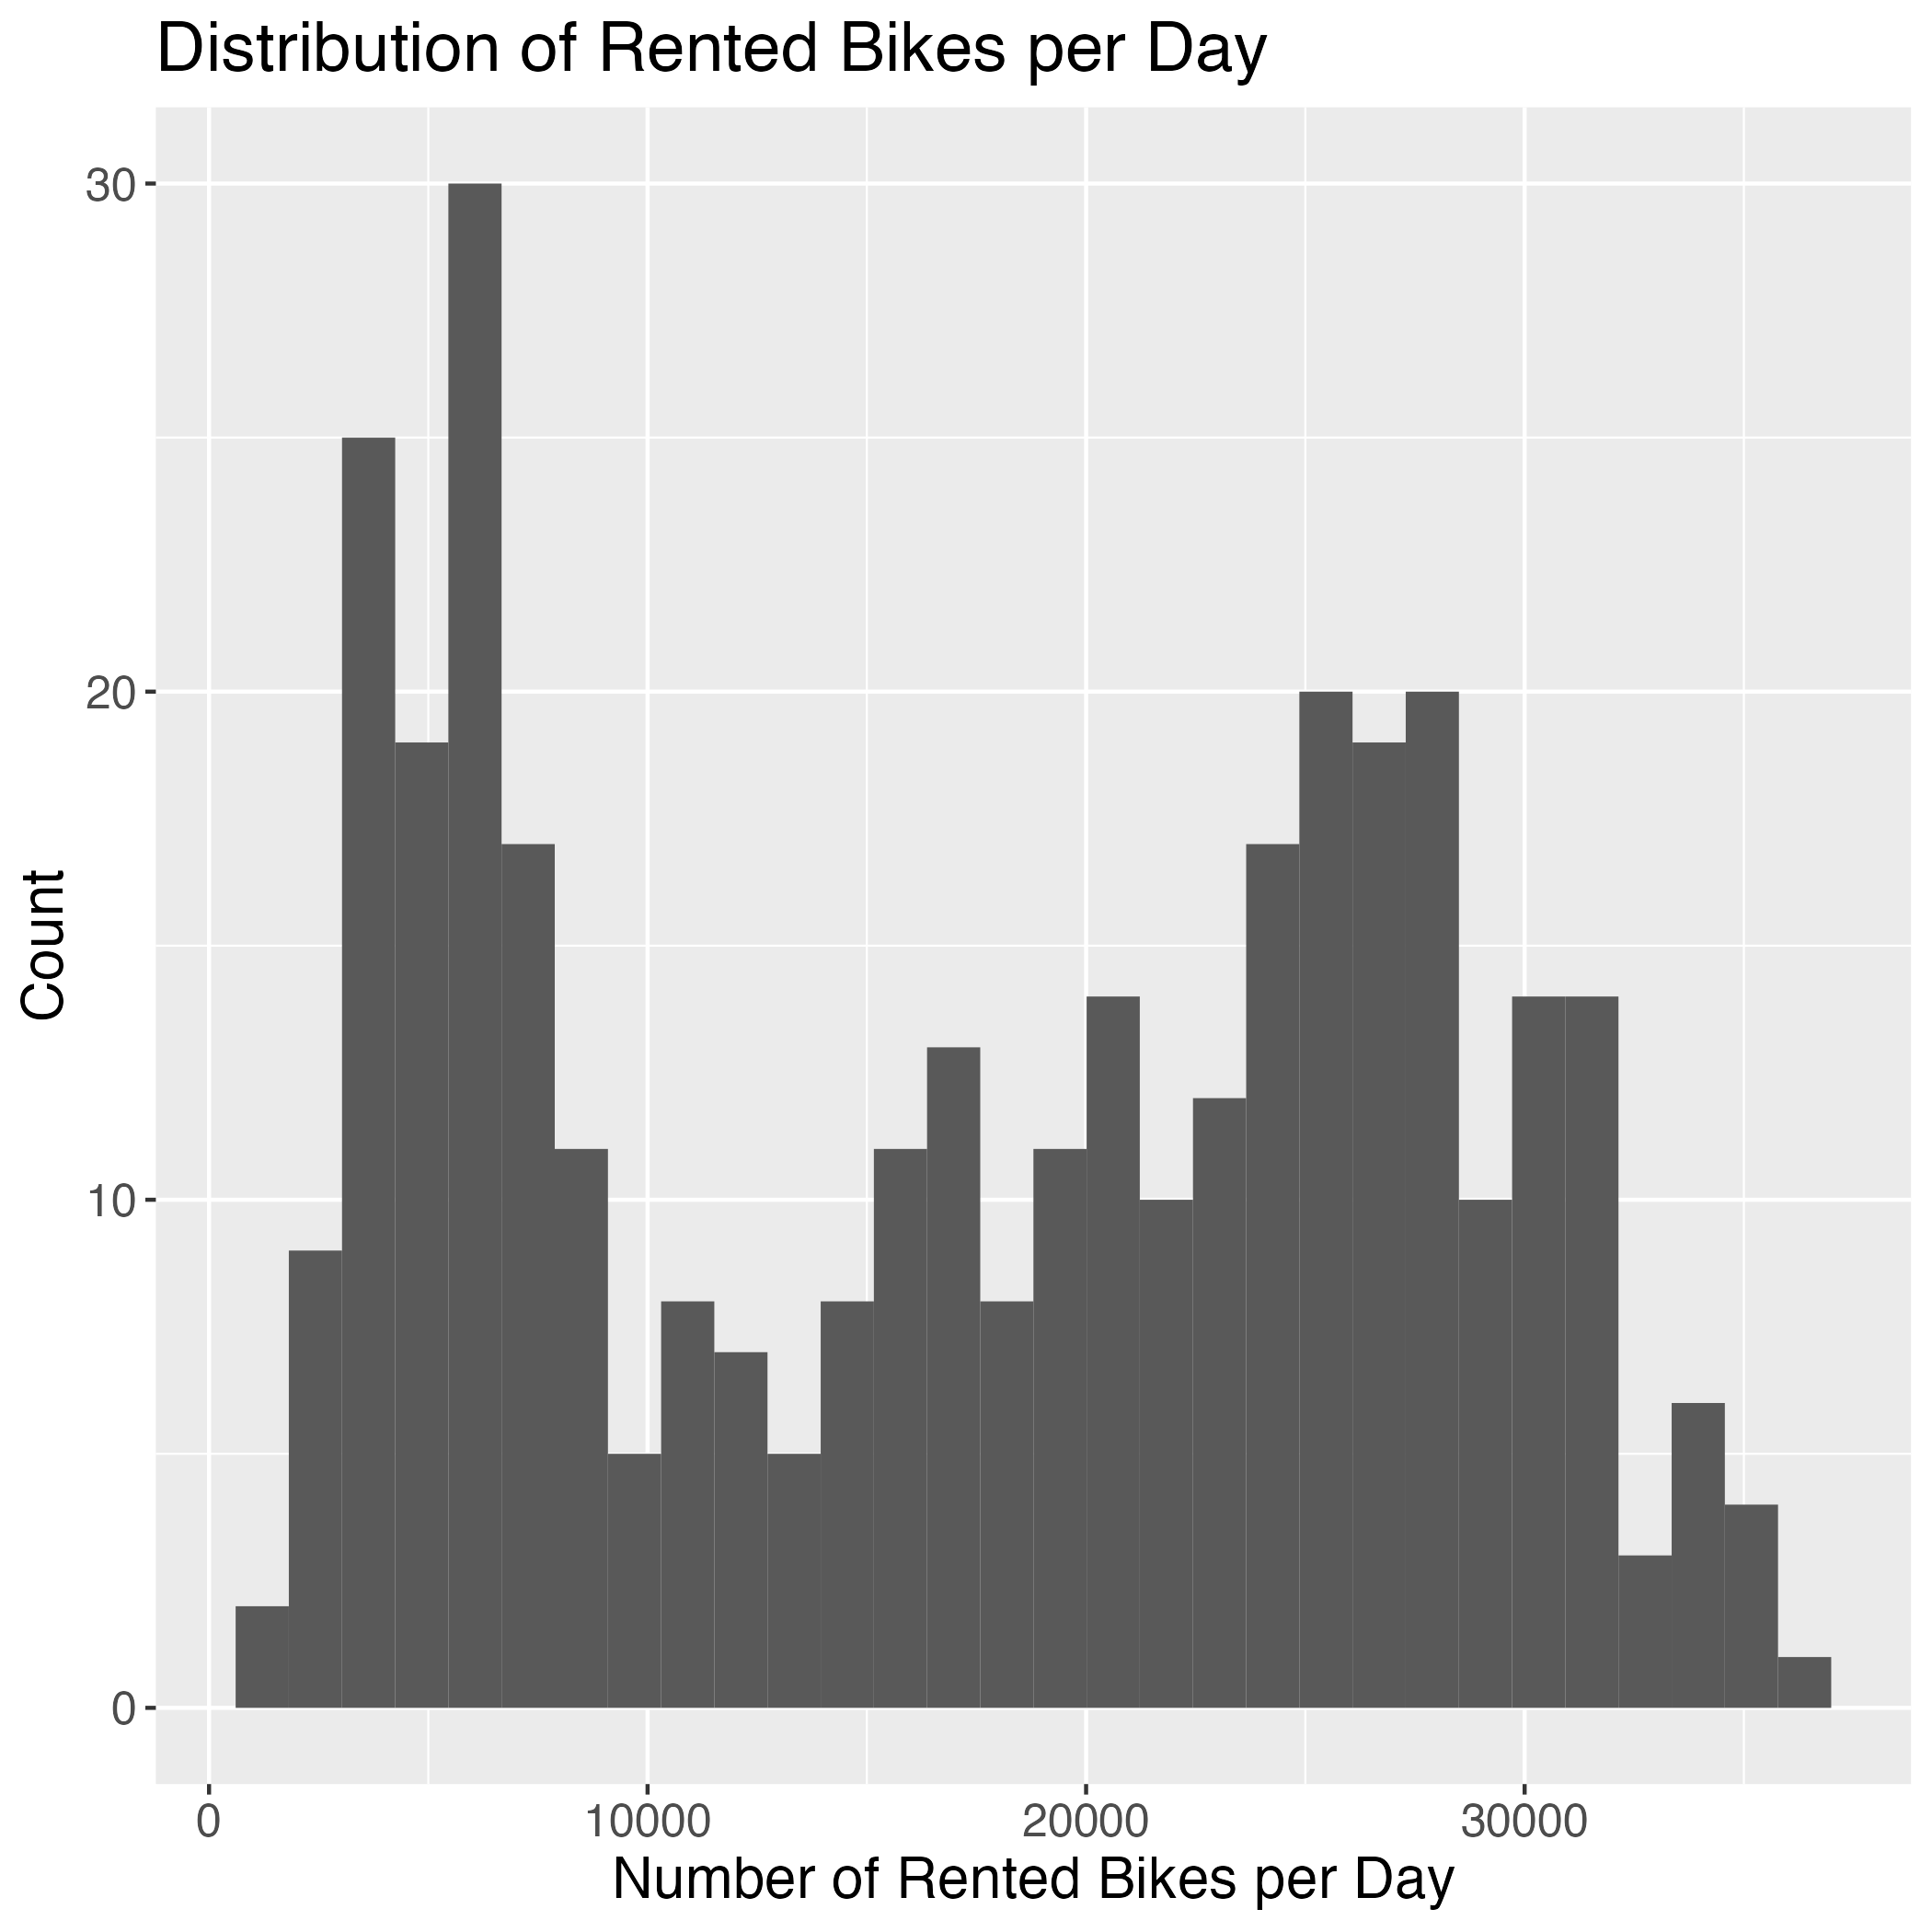 Distribution of Rented Bikes per Day
30
20
10
0
Count
0 10000 20000 30000
Number of Rented Bikes per Day